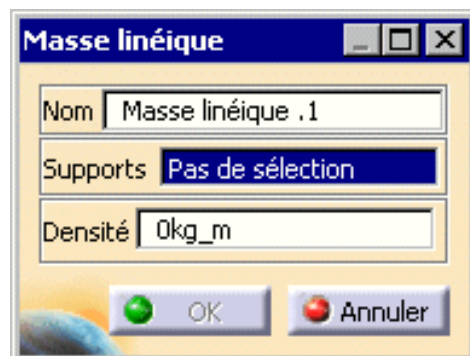 Masse linéique
Nom Masse linéique .1
Supports Pas de sélection
Densité 0kg_m
OK Annuler